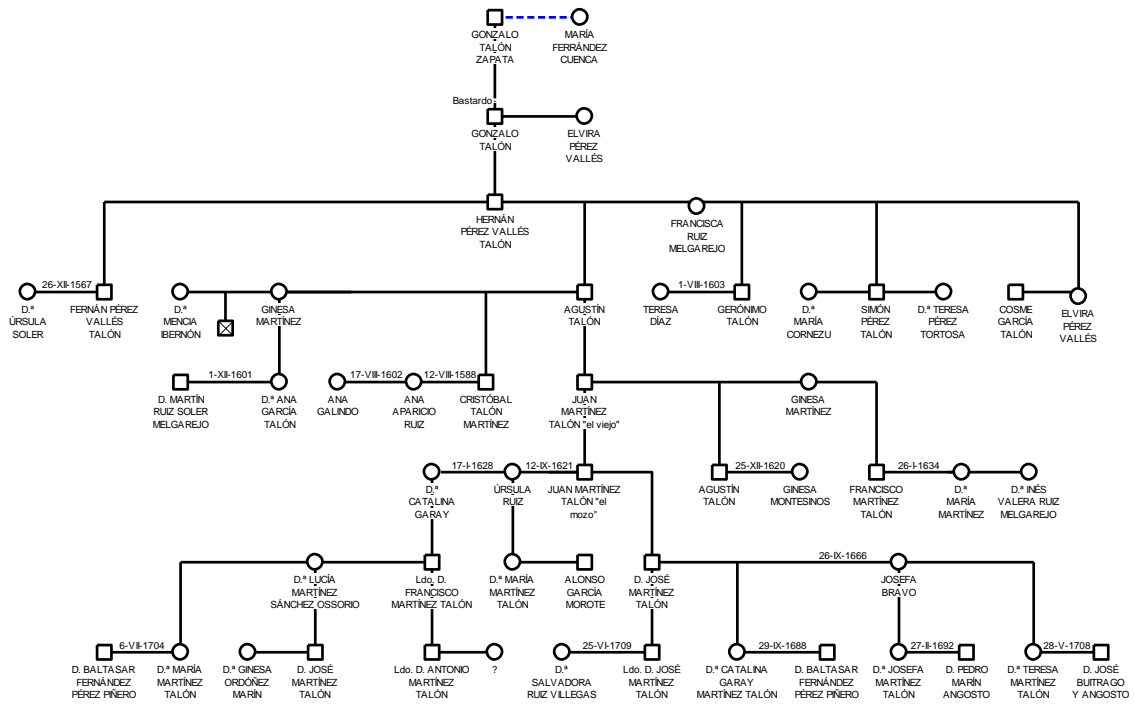 GONZALO
TALÓN
ZAPATA
MARÍA
FERRÁNDEZ
CUENCA
Bastardo
GONZALO
TALÓN
ELVIRA
PÉREZ
VALLÉS
HERNÁN
PÉREZ VALLÉS
TALÓN
FRANCISCA
RUIZ
MELGAREJO
26-XII-1567
D.ª
ÚRSULA
SOLER
FERNÁN PÉREZ
VALLÉS
TALÓN
D.ª
MENCIA
IBERNÓN
GINESA
MARTÍNEZ
AGUSTÍN
TALÓN
1-VIII-1603
TERESA
DÍAZ
GERÓNIMO
TALÓN
D.ª
MARÍA
CORNEZU
SIMÓN
PÉREZ
TALÓN
D.ª TERESA
PÉREZ
TORTOSA
COSME
GARCÍA
TALÓN
ELVIRA
PÉREZ
VALLÉS
1-XII-1601
D. MARTÍN
RUIZ SOLER
MELGAREJO
D.ª ANA
GARCÍA
TALÓN
17-VIII-1602
12-VIII-1588
ANA
GALINDO
ANA
APARICIO
RUIZ
CRISTÓBAL
TALÓN
MARTÍNEZ
JUAN
MARTÍNEZ
TALÓN "el viejo"
GINESA
MARTÍNEZ
17-I-1628
12-IX-1621
D.ª
CATALINA
GARAY
ÚRSULA
RUIZ
JUAN MARTÍNEZ
TALÓN "el
mozo"
25-XII-1620
AGUSTÍN
TALÓN
GINESA
MONTESINOS
26-I-1634
FRANCISCO
MARTÍNEZ
TALÓN
D.ª
MARÍA
MARTÍNEZ
D.ª INÉS
VALERA RUIZ
MELGAREJO
D.ª LUCÍA
MARTÍNEZ
SÁNCHEZ OSSORIO
Ldo. D.
FRANCISCO
MARTÍNEZ TALÓN
D.ª MARÍA
MARTÍNEZ
TALÓN
ALONSO
GARCÍA
MOROTE
D. JOSÉ
MARTÍNEZ
TALÓN
26-IX-1666
JOSEFA
BRAVO
6-VII-1704
D. BALTASAR
FERNÁNDEZ
PÉREZ PIÑERO
D.ª MARÍA
MARTÍNEZ
TALÓN
D.ª GINESA
ORDÓÑEZ
MARÍN
D. JOSÉ
MARTÍNEZ
TALÓN
Ldo. D. ANTONIO
MARTÍNEZ
TALÓN
?
25-VI-1709
D.ª
SALVADORA
RUIZ VILLEGAS
Ldo. D. JOSÉ
MARTÍNEZ
TALÓN
29-IX-1688
D.ª CATALINA
GARAY
MARTÍNEZ TALÓN
D. BALTASAR
FERNÁNDEZ
PÉREZ PIÑERO
27-II-1692
D.ª JOSEFA
MARTÍNEZ
TALÓN
D. PEDRO
MARÍN
ANGOSTO
28-V-1708
D.ª TERESA
MARTÍNEZ
TALÓN
D. JOSÉ
BUITRAGO
Y ANGOSTO